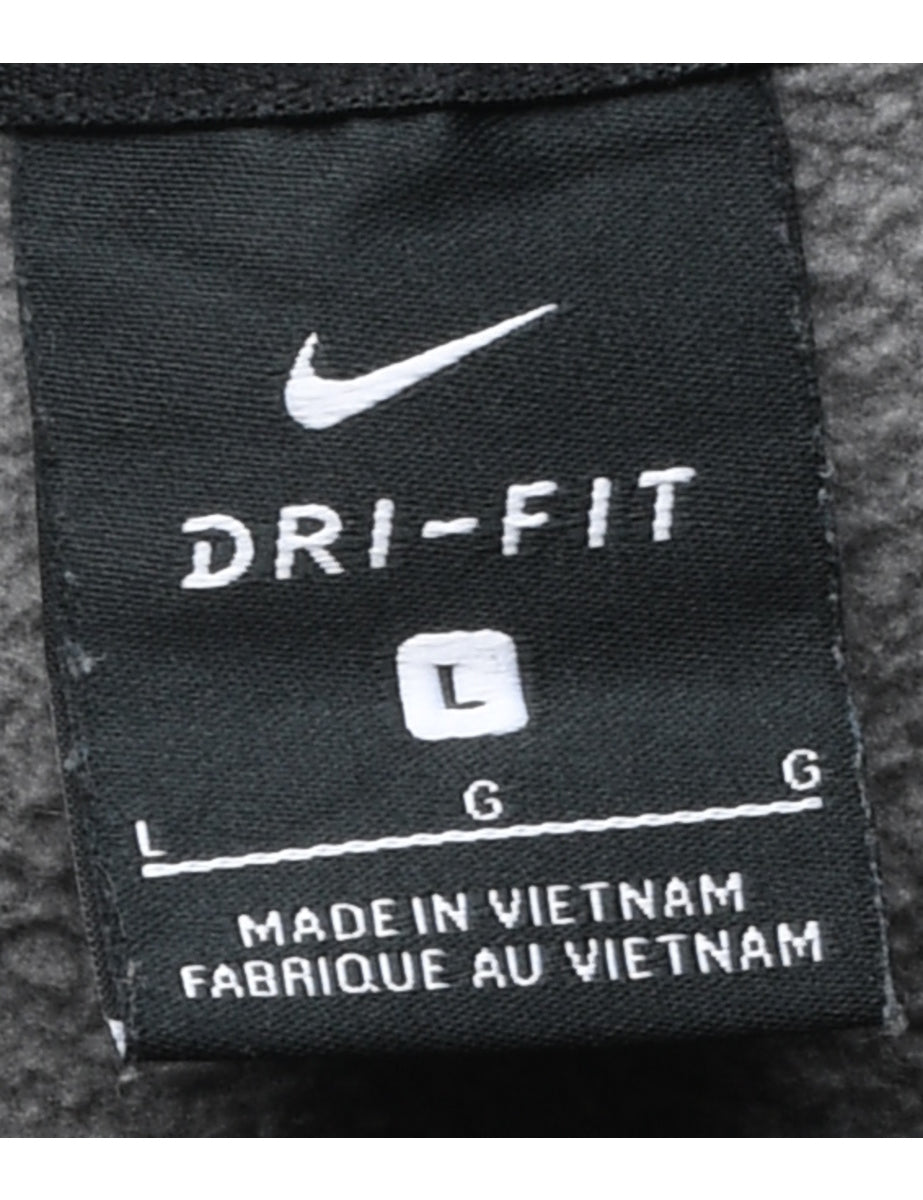 DRI-FIT
L
L G G
MADE IN VIETNAM
FABRIQUE AU VIETNAM